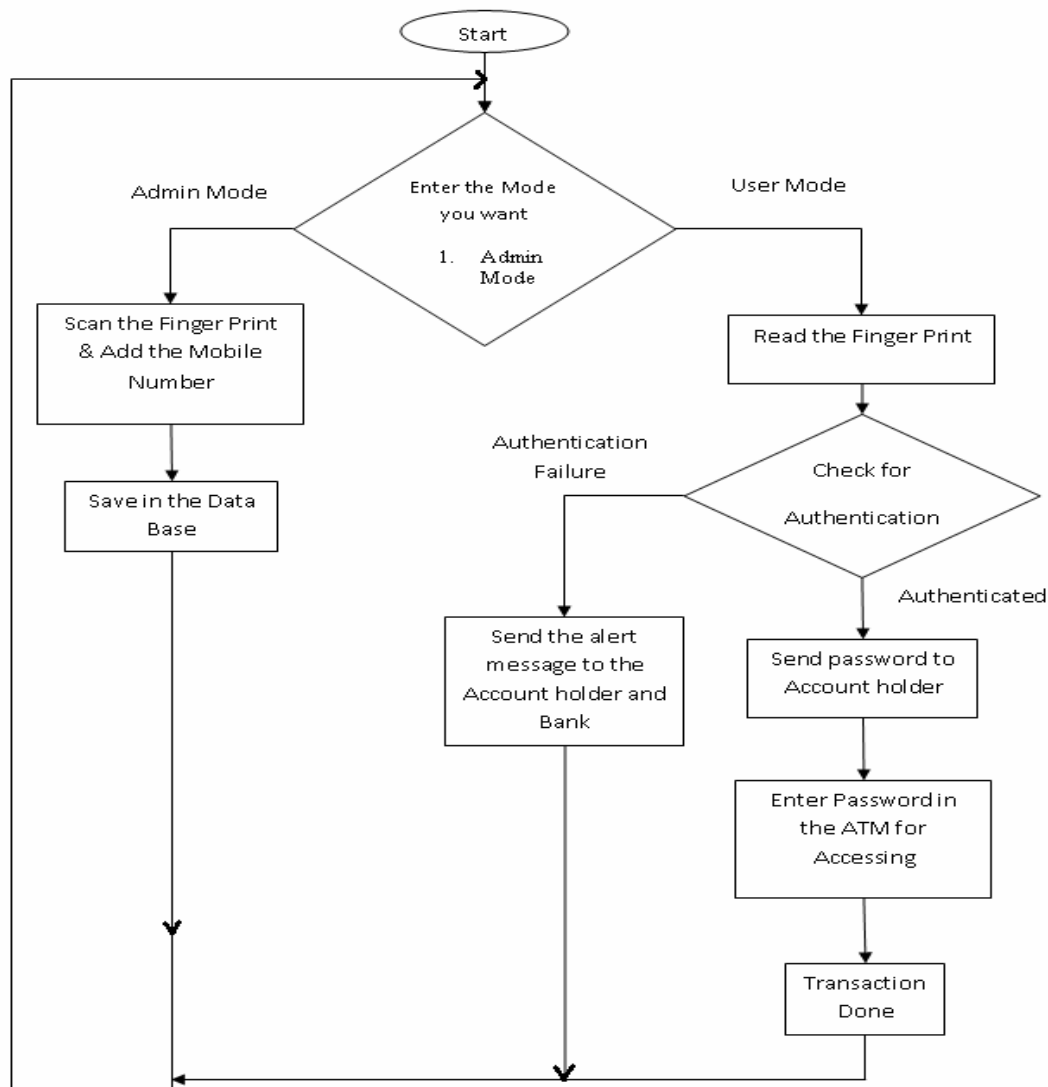 Start
Admin Mode
User Mode
Enter the Mode
you want
1. Admin
Mode
Scan the Finger Print
& Add the Mobile
Number
Read the Finger Print
Authentication
Failure
Check for
Authentication
Save in the Data
Base
Authenticated
Send the alert
message to the
Account holder and
Bank
Send password to
Account holder
Enter Password in
the ATM for
Accessing
Transaction
Done